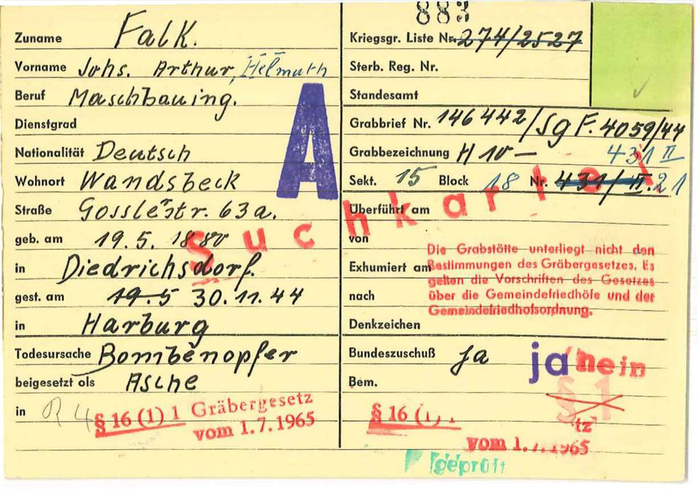 883
Zuname Falk.
Vorname Johs. Arthur, Helmuth
Beruf Maschbauing.
Dienstgrad
Nationalität Deutsch
Wohnort Wandsbeck
Straße Gosslerstr. 63a.
geb. am 19.5. 1880
in Diedrichsdorf.
gest. am 19.5 30.11.44
in Harburg
Todesursache Bombenopfer
beigesetzt als Asche
in R 4
§ 16 (1) 1 Gräbergesetz
vom 1.7.1965
A
Suchkartei
Kriegsgr. Liste Nr. 274/2527
Sterb. Reg. Nr.
Standesamt
Grabbrief Nr. 146442/Sg F. 4059/44
Grabbezeichnung H 10 – 431 II
Sekt. 15 Block 18 Nr. 431/II. 21
Überführt am
von
Exhumiert am
nach
Denkzeichen
Die Grabstätte unterliegt nicht den
Bestimmungen des Gräbergesetzes. Es
gelten die Vorschriften des Gesetzes
über die Gemeindefriedhöfe und der
Gemeindefriedhofsordnung.
Bundeszuschuß ja ja nein
Bem.
§ 1
§ 16 (1)
tz
vom 1.7.1965
geprüft